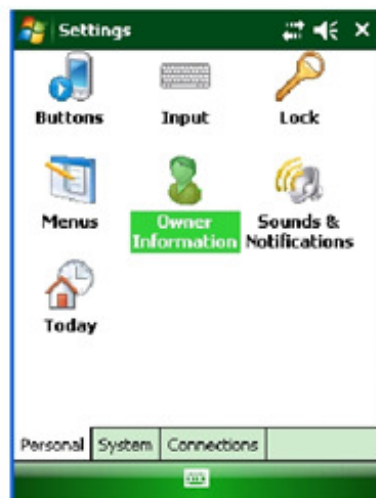 Settings
Buttons Input Lock
Menus Owner Information Sounds & Notifications
Today
Personal System Connections